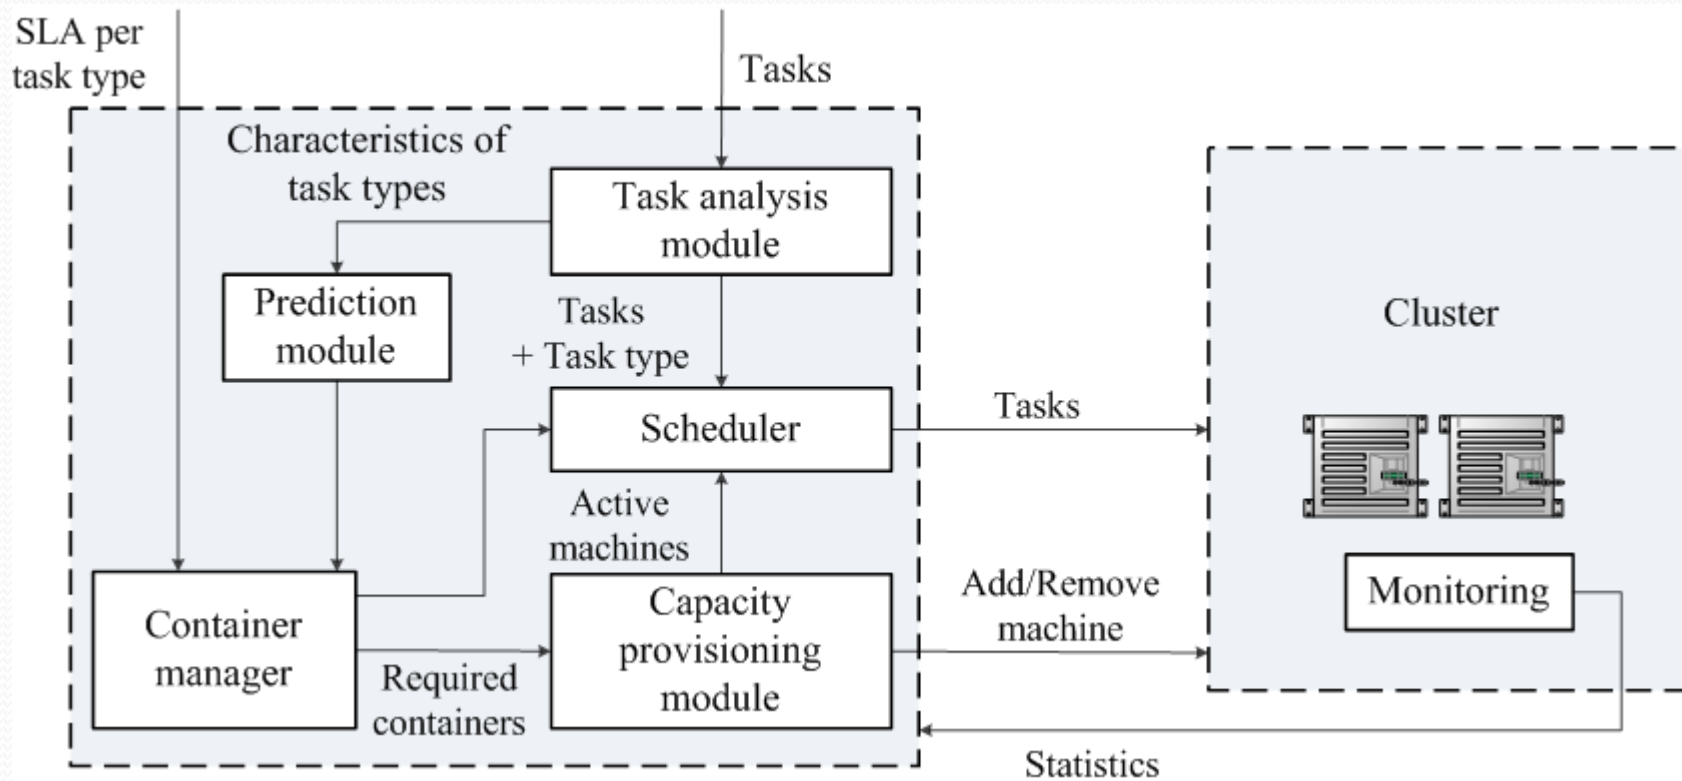 SLA per
task type
Tasks
Characteristics of
task types
Task analysis
module
Prediction
module
Tasks
+ Task type
Cluster
Scheduler
Tasks
Active
machines
Container
manager
Required
containers
Capacity
provisioning
module
Add/Remove
machine
Monitoring
Statistics